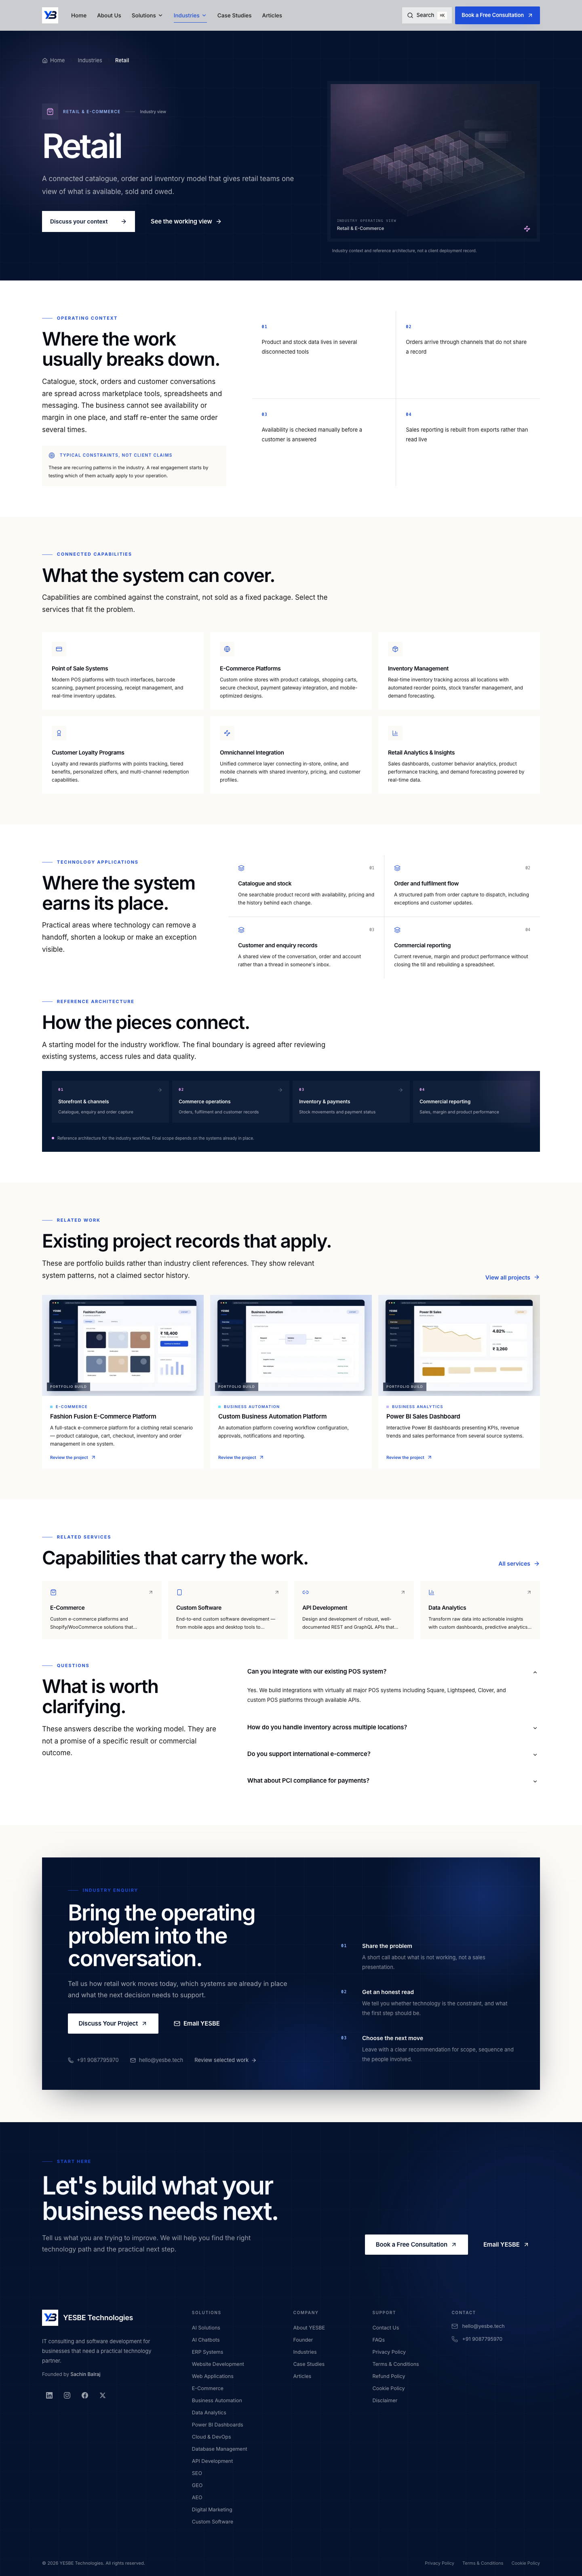 YB
Home
About Us
Solutions
Industries
Case Studies
Articles
Search
⌘K
Book a Free Consultation
Home
Industries
Retail
RETAIL & E-COMMERCE
Industry view
Retail
A connected catalogue, order and inventory model that gives retail teams one
view of what is available, sold and owed.
Discuss your context
See the working view
INDUSTRY OPERATING VIEW
Retail & E-Commerce
Industry context and reference architecture, not a client deployment record.
OPERATING CONTEXT
Where the work
usually breaks down.
Catalogue, stock, orders and customer conversations
are spread across marketplace tools, spreadsheets and
messaging. The business cannot see availability or
margin in one place, and staff re-enter the same order
several times.
TYPICAL CONSTRAINTS, NOT CLIENT CLAIMS
These are recurring patterns in the industry. A real engagement starts by
testing which of them actually apply to your operation.
01
Product and stock data lives in several
disconnected tools
02
Orders arrive through channels that do not share
a record
03
Availability is checked manually before a
customer is answered
04
Sales reporting is rebuilt from exports rather than
read live
CONNECTED CAPABILITIES
What the system can cover.
Capabilities are combined against the constraint, not sold as a fixed package. Select the
services that fit the problem.
Point of Sale Systems
Modern POS platforms with touch interfaces, barcode
scanning, payment processing, receipt management, and
real-time inventory updates.
E-Commerce Platforms
Custom online stores with product catalogs, shopping carts,
secure checkout, payment gateway integration, and mobile-
optimized designs.
Inventory Management
Real-time inventory tracking across all locations with
automated reorder points, stock transfer management, and
demand forecasting.
Customer Loyalty Programs
Loyalty and rewards platforms with points tracking, tiered
benefits, personalized offers, and multi-channel redemption
capabilities.
Omnichannel Integration
Unified commerce layer connecting in-store, online, and
mobile channels with shared inventory, pricing, and customer
profiles.
Retail Analytics & Insights
Sales dashboards, customer behavior analytics, product
performance tracking, and demand forecasting powered by
real-time data.
TECHNOLOGY APPLICATIONS
Where the system
earns its place.
Practical areas where technology can remove a
handoff, shorten a lookup or make an exception
visible.
01
Catalogue and stock
One searchable product record with availability, pricing and
the history behind each change.
02
Order and fulfilment flow
A structured path from order capture to dispatch, including
exceptions and customer updates.
03
Customer and enquiry records
A shared view of the conversation, order and account
rather than a thread in someone's inbox.
04
Commercial reporting
Current revenue, margin and product performance without
closing the till and rebuilding a spreadsheet.
REFERENCE ARCHITECTURE
How the pieces connect.
A starting model for the industry workflow. The final boundary is agreed after reviewing
existing systems, access rules and data quality.
01
Storefront & channels
Catalogue, enquiry and order capture
02
Commerce operations
Orders, fulfilment and customer records
03
Inventory & payments
Stock movements and payment status
04
Commercial reporting
Sales, margin and product performance
Reference architecture for the industry workflow. Final scope depends on the systems already in place.
RELATED WORK
Existing project records that apply.
These are portfolio builds rather than industry client references. They show relevant
system patterns, not a claimed sector history.
View all projects
Fashion Fusion
₹ 18,400
PORTFOLIO BUILD
E-COMMERCE
Fashion Fusion E-Commerce Platform
A full-stack e-commerce platform for a clothing retail scenario
— product catalogue, cart, checkout, inventory and order
management in one system.
Review the project
Business Automation
PORTFOLIO BUILD
BUSINESS AUTOMATION
Custom Business Automation Platform
An automation platform covering workflow configuration,
approvals, notifications and reporting.
Review the project
Power BI Sales
4.82%
₹ 3,260
PORTFOLIO BUILD
BUSINESS ANALYTICS
Power BI Sales Dashboard
Interactive Power BI dashboards presenting KPIs, revenue
trends and sales performance from several source systems.
Review the project
RELATED SERVICES
Capabilities that carry the work.
All services
E-Commerce
Custom e-commerce platforms and
Shopify/WooCommerce solutions that...
Custom Software
End-to-end custom software development —
from mobile apps and desktop tools to...
API Development
Design and development of robust, well-
documented REST and GraphQL APIs that...
Data Analytics
Transform raw data into actionable insights
with custom dashboards, predictive analytics...
QUESTIONS
What is worth
clarifying.
These answers describe the working model. They are
not a promise of a specific result or commercial
outcome.
Can you integrate with our existing POS system?
Yes. We build integrations with virtually all major POS systems including Square, Lightspeed, Clover, and
custom POS platforms through available APIs.
How do you handle inventory across multiple locations?
Do you support international e-commerce?
What about PCI compliance for payments?
INDUSTRY ENQUIRY
Bring the operating
problem into the
conversation.
Tell us how retail work moves today, which systems are already in place
and what the next decision needs to support.
Discuss Your Project
Email YESBE
+91 9087795970
hello@yesbe.tech
Review selected work
01
Share the problem
A short call about what is not working, not a sales
presentation.
02
Get an honest read
We tell you whether technology is the constraint, and what
the first step should be.
03
Choose the next move
Leave with a clear recommendation for scope, sequence and
the people involved.
START HERE
Let's build what your
business needs next.
Tell us what you are trying to improve. We will help you find the right
technology path and the practical next step.
Book a Free Consultation
Email YESBE
YB
YESBE Technologies
IT consulting and software development for
businesses that need a practical technology
partner.
Founded by Sachin Balraj
SOLUTIONS
AI Solutions
AI Chatbots
ERP Systems
Website Development
Web Applications
E-Commerce
Business Automation
Data Analytics
Power BI Dashboards
Cloud & DevOps
Database Management
API Development
SEO
GEO
AEO
Digital Marketing
Custom Software
COMPANY
About YESBE
Founder
Industries
Case Studies
Articles
SUPPORT
Contact Us
FAQs
Privacy Policy
Terms & Conditions
Refund Policy
Cookie Policy
Disclaimer
CONTACT
hello@yesbe.tech
+91 9087795970
© 2026 YESBE Technologies. All rights reserved.
Privacy Policy
Terms & Conditions
Cookie Policy